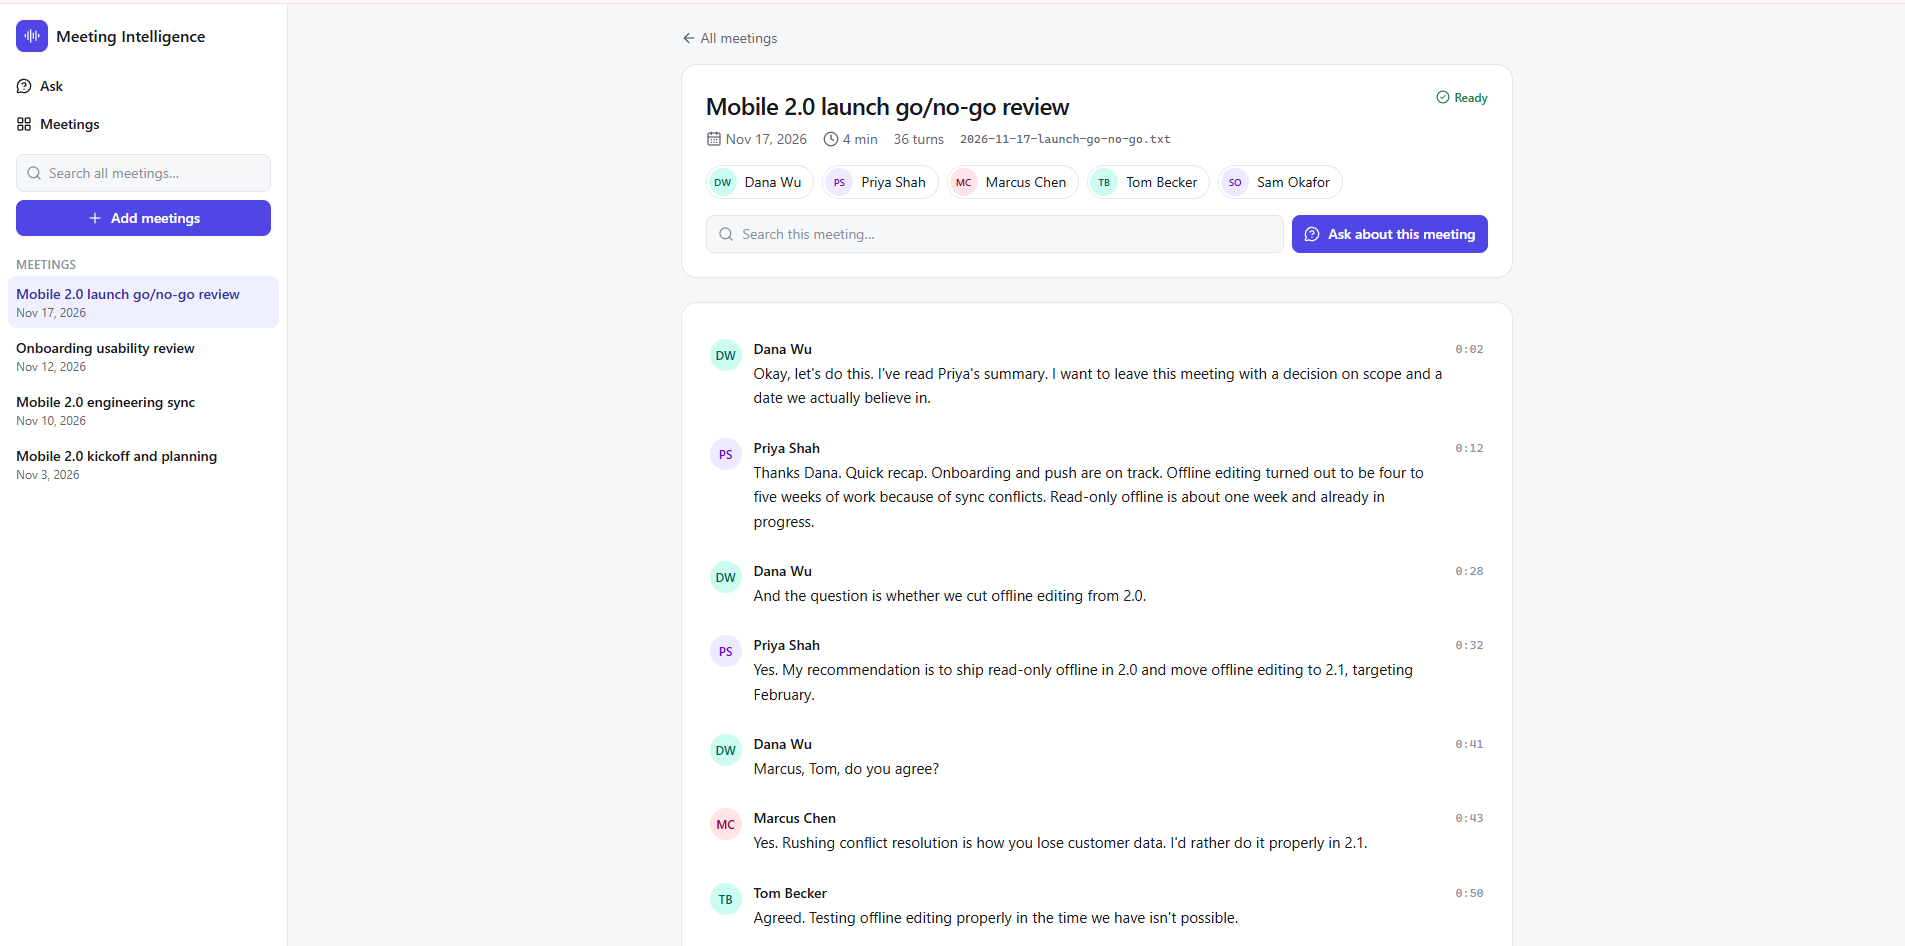 Meeting Intelligence
Ask
Meetings
Search all meetings...
Add meetings
MEETINGS
Mobile 2.0 launch go/no-go review
Nov 17, 2026
Onboarding usability review
Nov 12, 2026
Mobile 2.0 engineering sync
Nov 10, 2026
Mobile 2.0 kickoff and planning
Nov 3, 2026
All meetings
Mobile 2.0 launch go/no-go review
Ready
Nov 17, 2026 4 min 36 turns 2026-11-17-launch-go-no-go.txt
DW Dana Wu PS Priya Shah MC Marcus Chen TB Tom Becker SO Sam Okafor
Search this meeting...
Ask about this meeting
DW Dana Wu 0:02
Okay, let's do this. I've read Priya's summary. I want to leave this meeting with a decision on scope and a
date we actually believe in.
PS Priya Shah 0:12
Thanks Dana. Quick recap. Onboarding and push are on track. Offline editing turned out to be four to
five weeks of work because of sync conflicts. Read-only offline is about one week and already in
progress.
DW Dana Wu 0:28
And the question is whether we cut offline editing from 2.0.
PS Priya Shah 0:32
Yes. My recommendation is to ship read-only offline in 2.0 and move offline editing to 2.1, targeting
February.
DW Dana Wu 0:41
Marcus, Tom, do you agree?
MC Marcus Chen 0:43
Yes. Rushing conflict resolution is how you lose customer data. I'd rather do it properly in 2.1.
TB Tom Becker 0:50
Agreed. Testing offline editing properly in the time we have isn't possible.